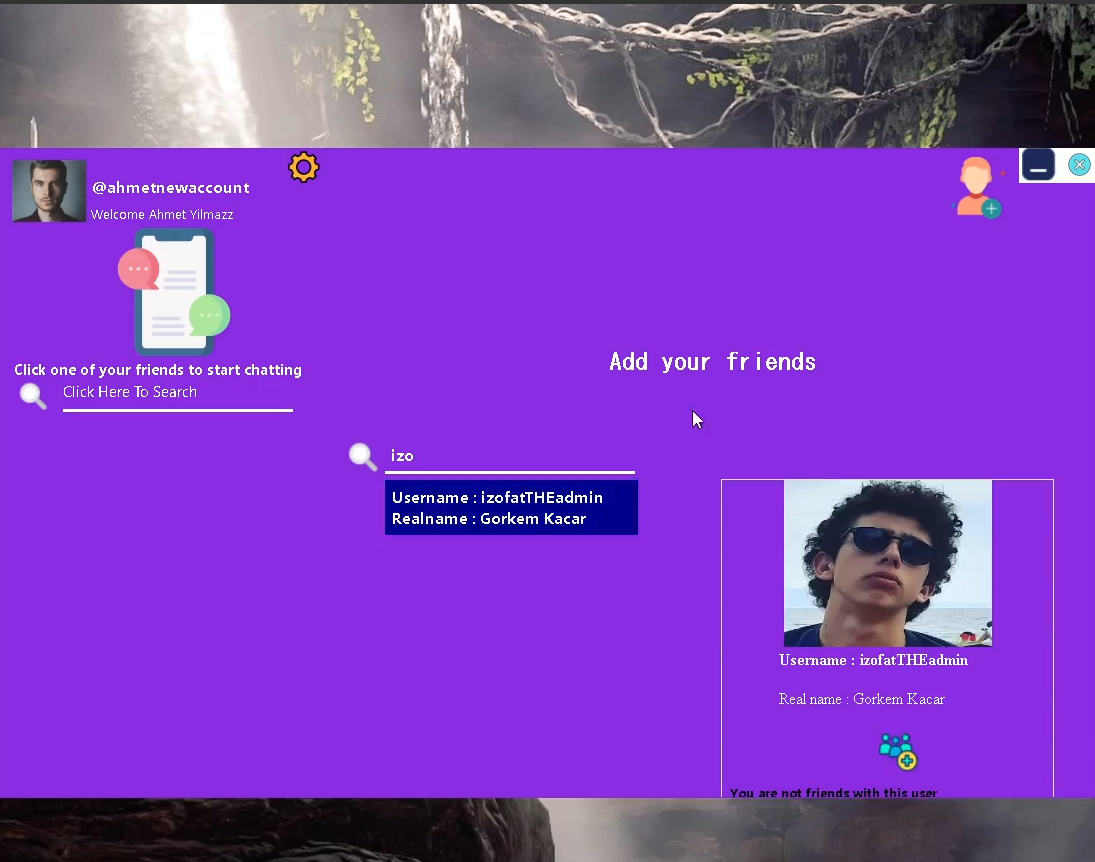 @ahmetnewaccount
Welcome Ahmet Yilmazz
Click one of your friends to start chatting
Click Here To Search
Add your friends
izo
Username : izofatTHEadmin
Realname : Gorkem Kacar
Username : izofatTHEadmin
Real name : Gorkem Kacar
You are not friends with this user